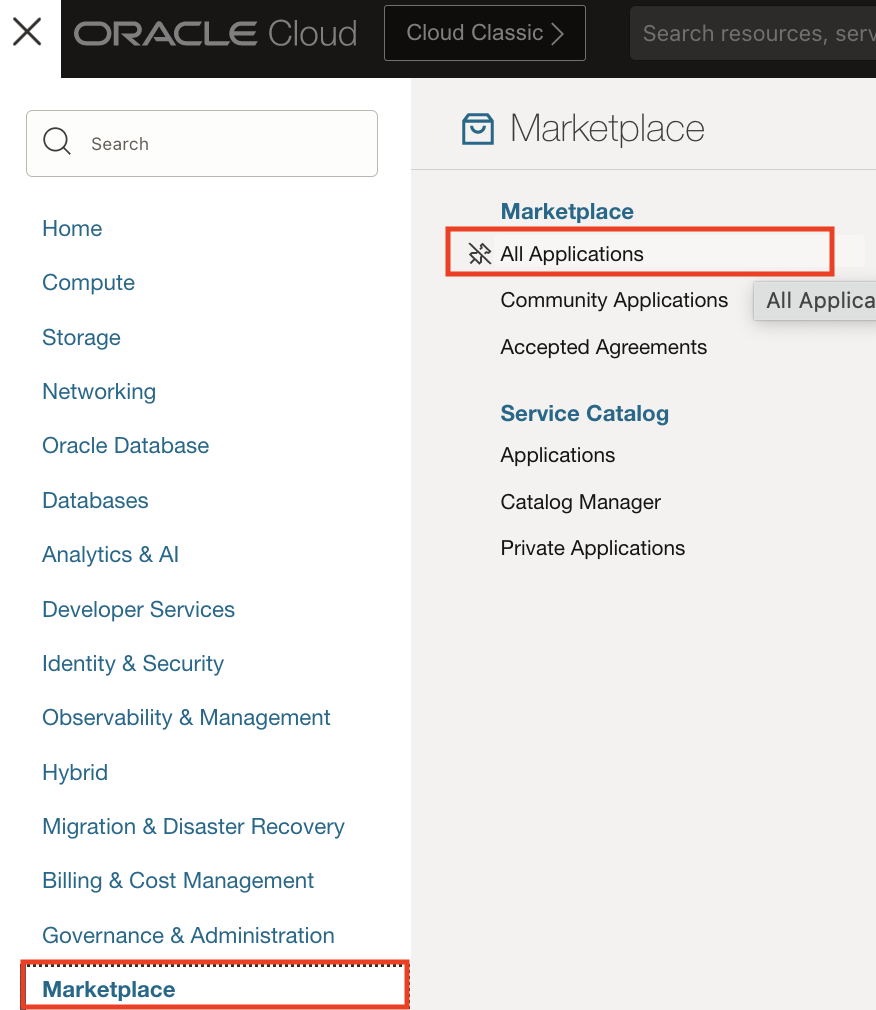 ORACLE Cloud
Cloud Classic
Search resources, serv
Search
Home
Compute
Storage
Networking
Oracle Database
Databases
Analytics & AI
Developer Services
Identity & Security
Observability & Management
Hybrid
Migration & Disaster Recovery
Billing & Cost Management
Governance & Administration
Marketplace
Marketplace
Marketplace
All Applications
Community Applications
All Applica
Accepted Agreements
Service Catalog
Applications
Catalog Manager
Private Applications